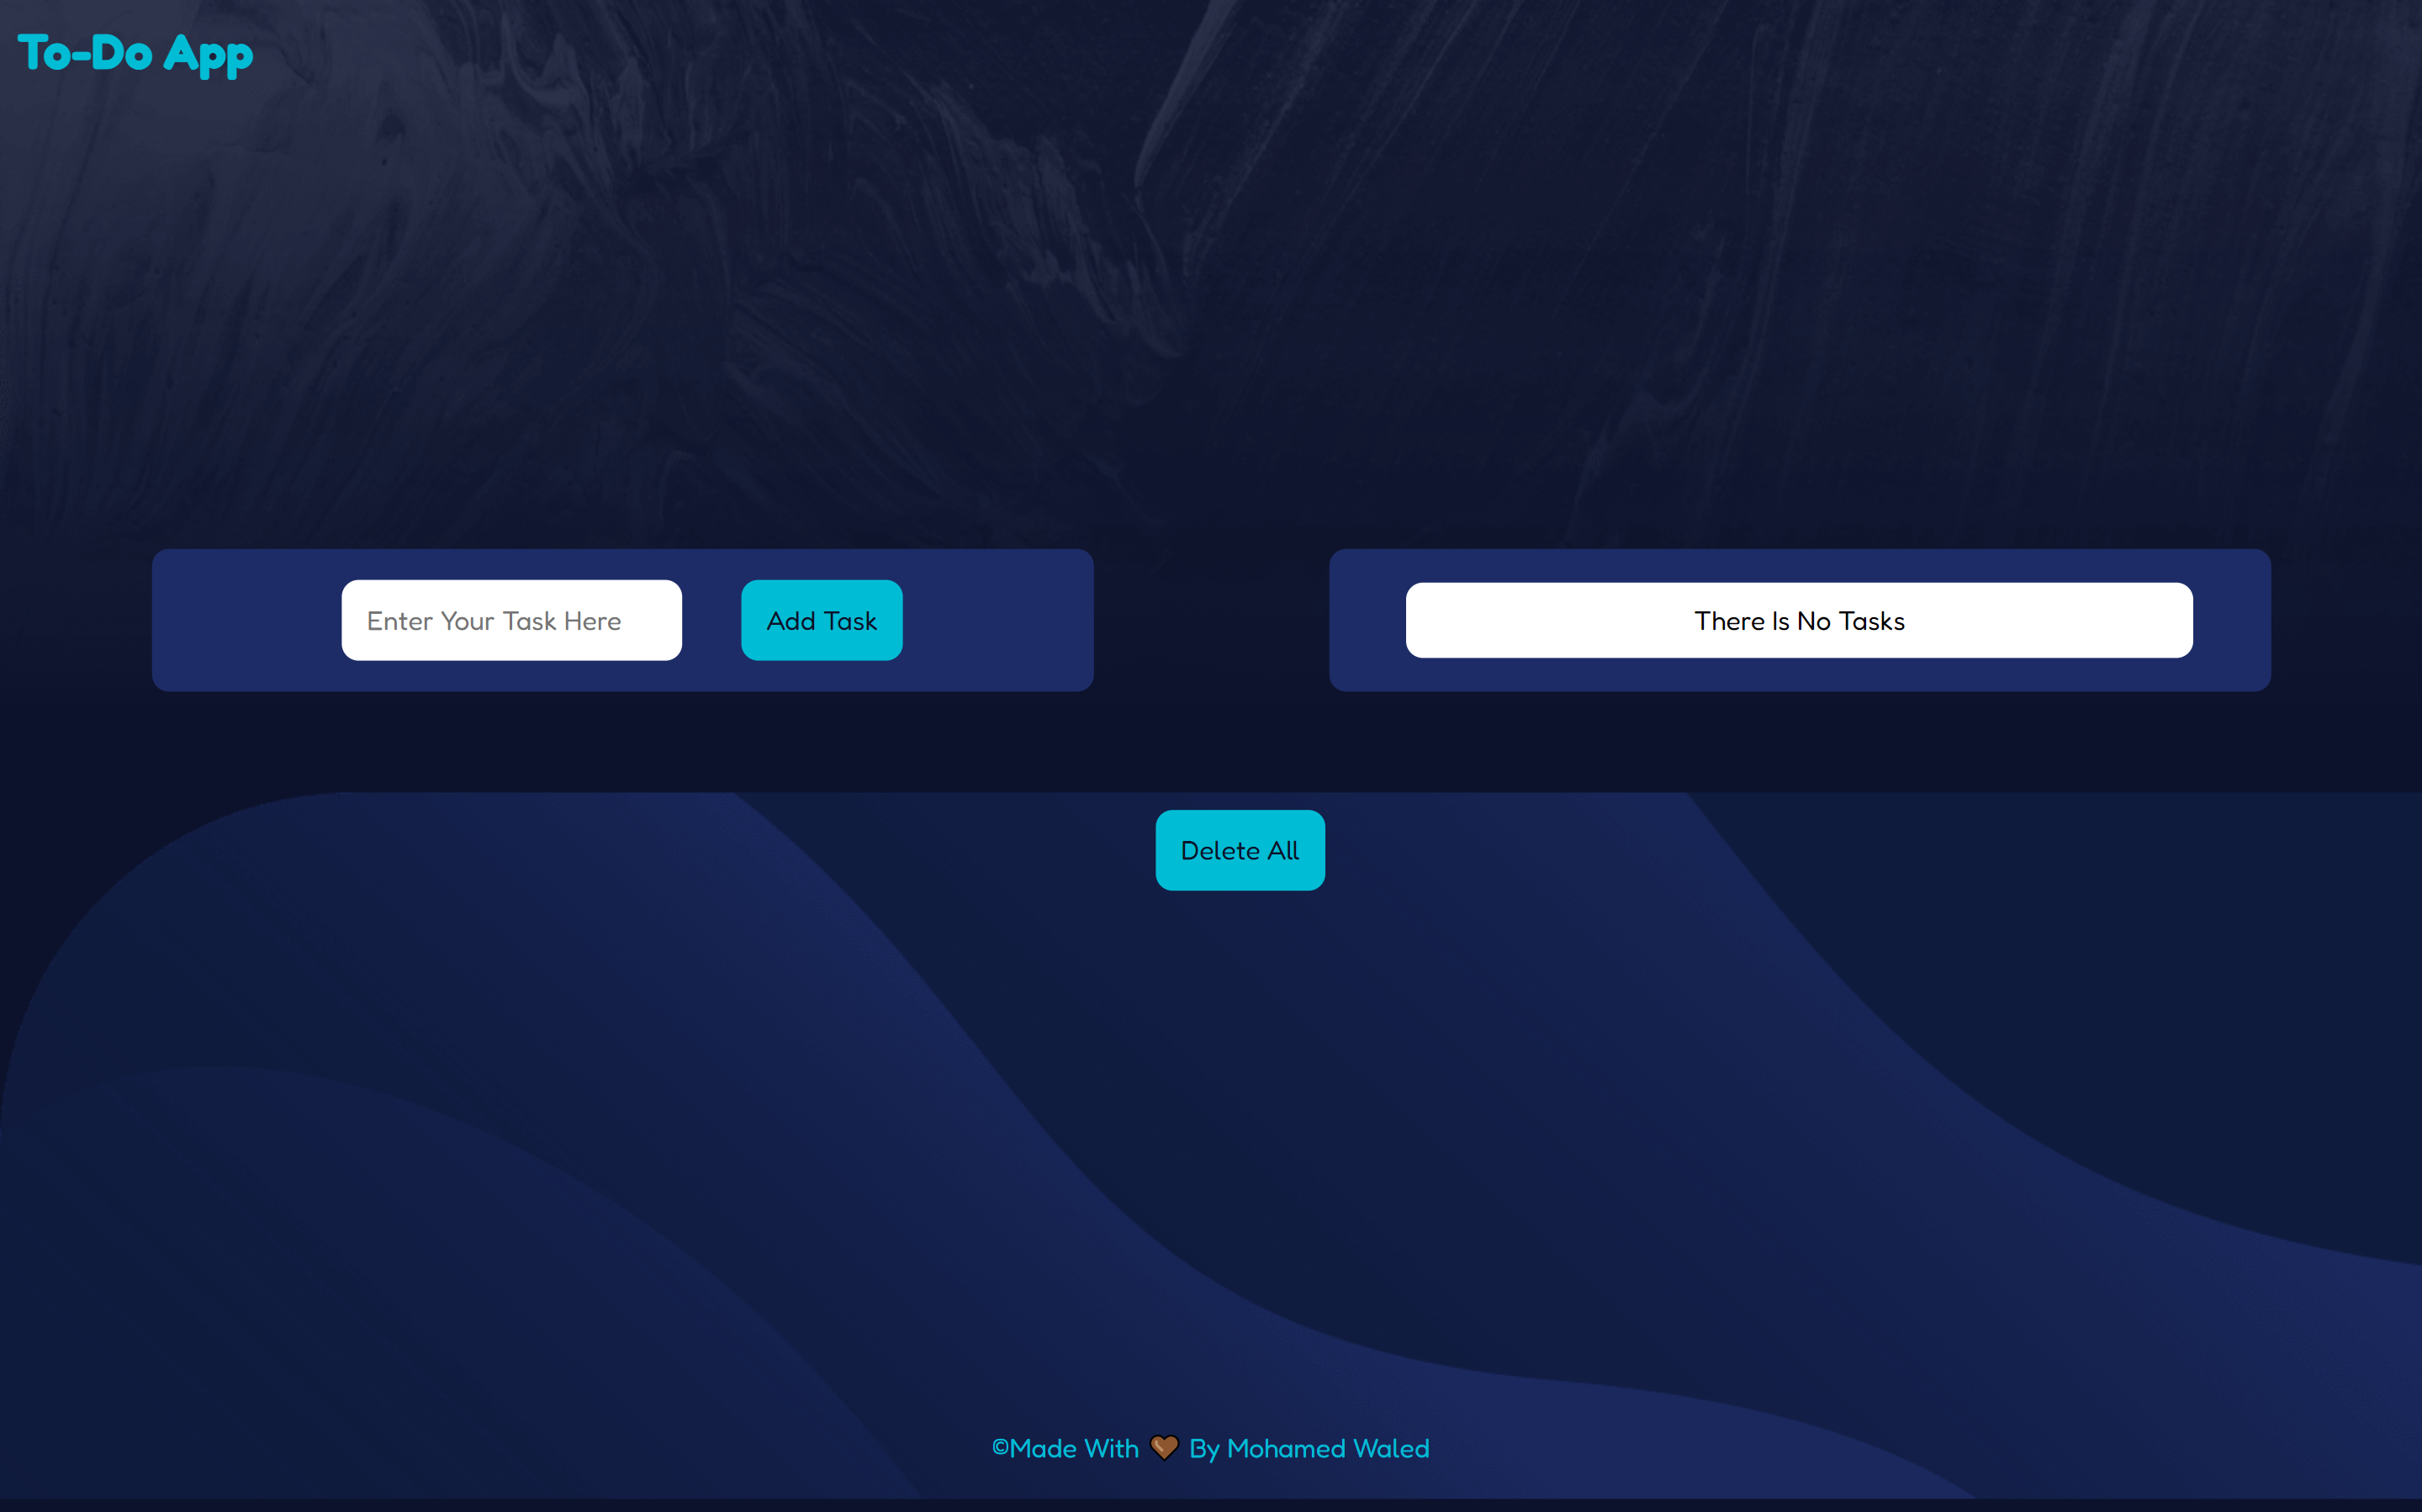 To-Do App
Enter Your Task Here
Add Task
There Is No Tasks
Delete All
©Made With 🤎 By Mohamed Waled